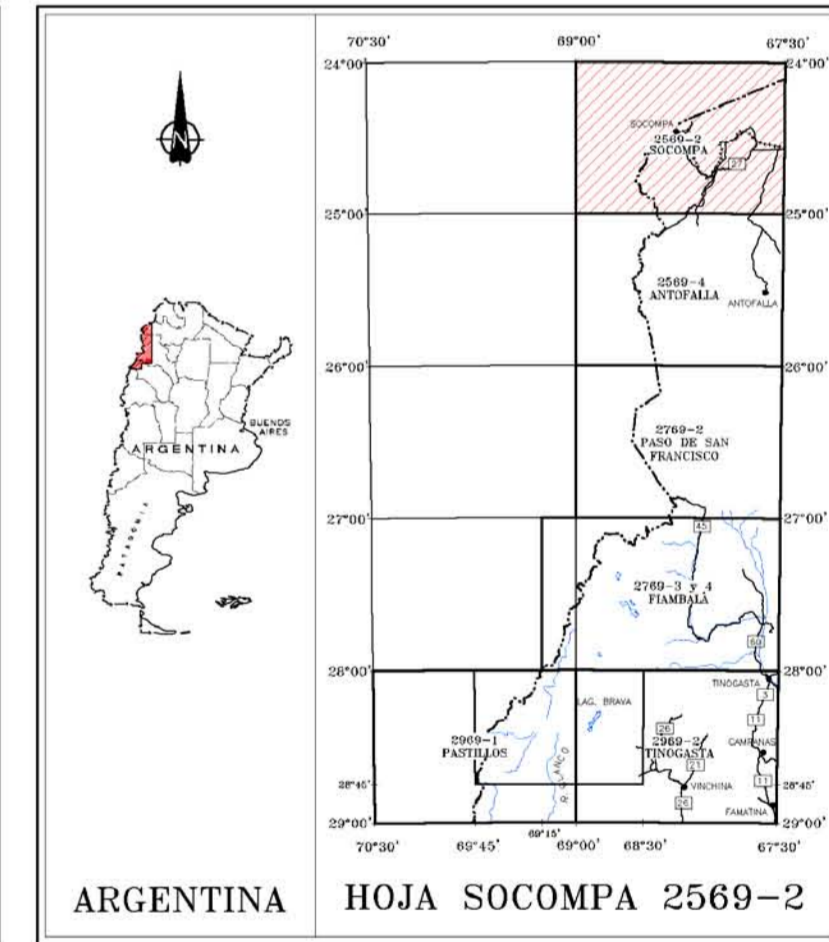 N
BUENOS
AIRES
ARGENTINA
PATAGONIA
ARGENTINA
70°30'
69°00'
67°30'
24°00'
24°00'
SOCOMPA
2569-2
SOCOMPA
27
25°00'
25°00'
2569-4
ANTOFALLA
ANTOFALLA
26°00'
26°00'
2769-2
PASO DE SAN
FRANCISCO
27°00'
27°00'
45
2769-3 y 4
FIAMBALÁ
60
28°00'
28°00'
TINOGASTA
3
LAG. BRAVA
26
11
2969-1
PASTILLOS
2969-2
TINOGASTA
CAMPANAS
21
R. BLANCO
28°45'
28°45'
VINCHINA
11
26
FAMATINA
29°00'
29°00'
69°15'
70°30'
69°45'
69°00'
68°30'
67°30'
HOJA SOCOMPA 2569-2